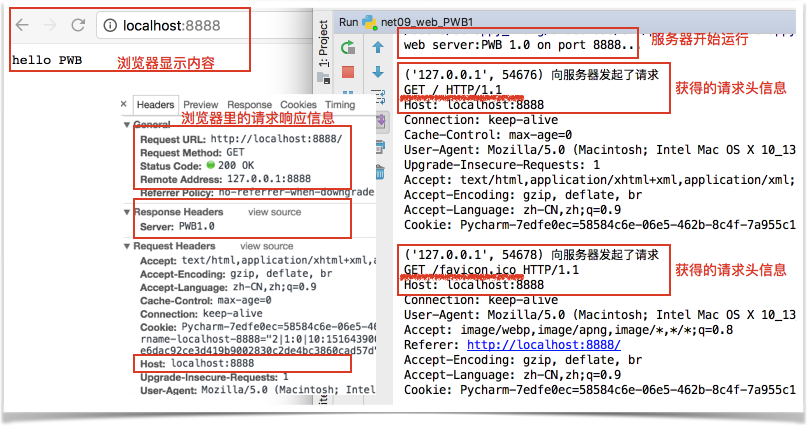 localhost:8888
hello PWB
浏览器显示内容
Headers Preview Response Cookies Timing
浏览器里的请求响应信息
General
Request URL: http://localhost:8888/
Request Method: GET
Status Code: 200 OK
Remote Address: 127.0.0.1:8888
Referrer Policy: no-referrer-when-downgrade
Response Headers view source
Server: PWB1.0
Request Headers view source
Accept: text/html,application/xhtml+xml,a
Accept-Encoding: gzip, deflate, br
Accept-Language: zh-CN,zh;q=0.9
Cache-Control: max-age=0
Connection: keep-alive
Cookie: Pycharm-7edfe0ec=58584c6e-06e5-46
rname-localhost-8888="2|1:0|10:15164390
e6dac92ce3d419b9002830c2de4bc3860cad57d"
Host: localhost:8888
Upgrade-Insecure-Requests: 1
User-Agent: Mozilla/5.0 (Macintosh; Intel
Run net09_web_PWB1
1: Project
web server:PWB 1.0 on port 8888...
服务器开始运行
('127.0.0.1', 54676) 向服务器发起了请求
GET / HTTP/1.1
获得的请求头信息
Host: localhost:8888
Connection: keep-alive
Cache-Control: max-age=0
User-Agent: Mozilla/5.0 (Macintosh; Intel Mac OS X 10_13
Upgrade-Insecure-Requests: 1
Accept: text/html,application/xhtml+xml,application/xml;
Accept-Encoding: gzip, deflate, br
Accept-Language: zh-CN,zh;q=0.9
Cookie: Pycharm-7edfe0ec=58584c6e-06e5-462b-8c4f-7a955c1
('127.0.0.1', 54678) 向服务器发起了请求
GET /favicon.ico HTTP/1.1
获得的请求头信息
Host: localhost:8888
Connection: keep-alive
User-Agent: Mozilla/5.0 (Macintosh; Intel Mac OS X 10_13
Accept: image/webp,image/apng,image/*,*/*;q=0.8
Referer: http://localhost:8888/
Accept-Encoding: gzip, deflate, br
Accept-Language: zh-CN,zh;q=0.9
Cookie: Pycharm-7edfe0ec=58584c6e-06e5-462b-8c4f-7a955c1